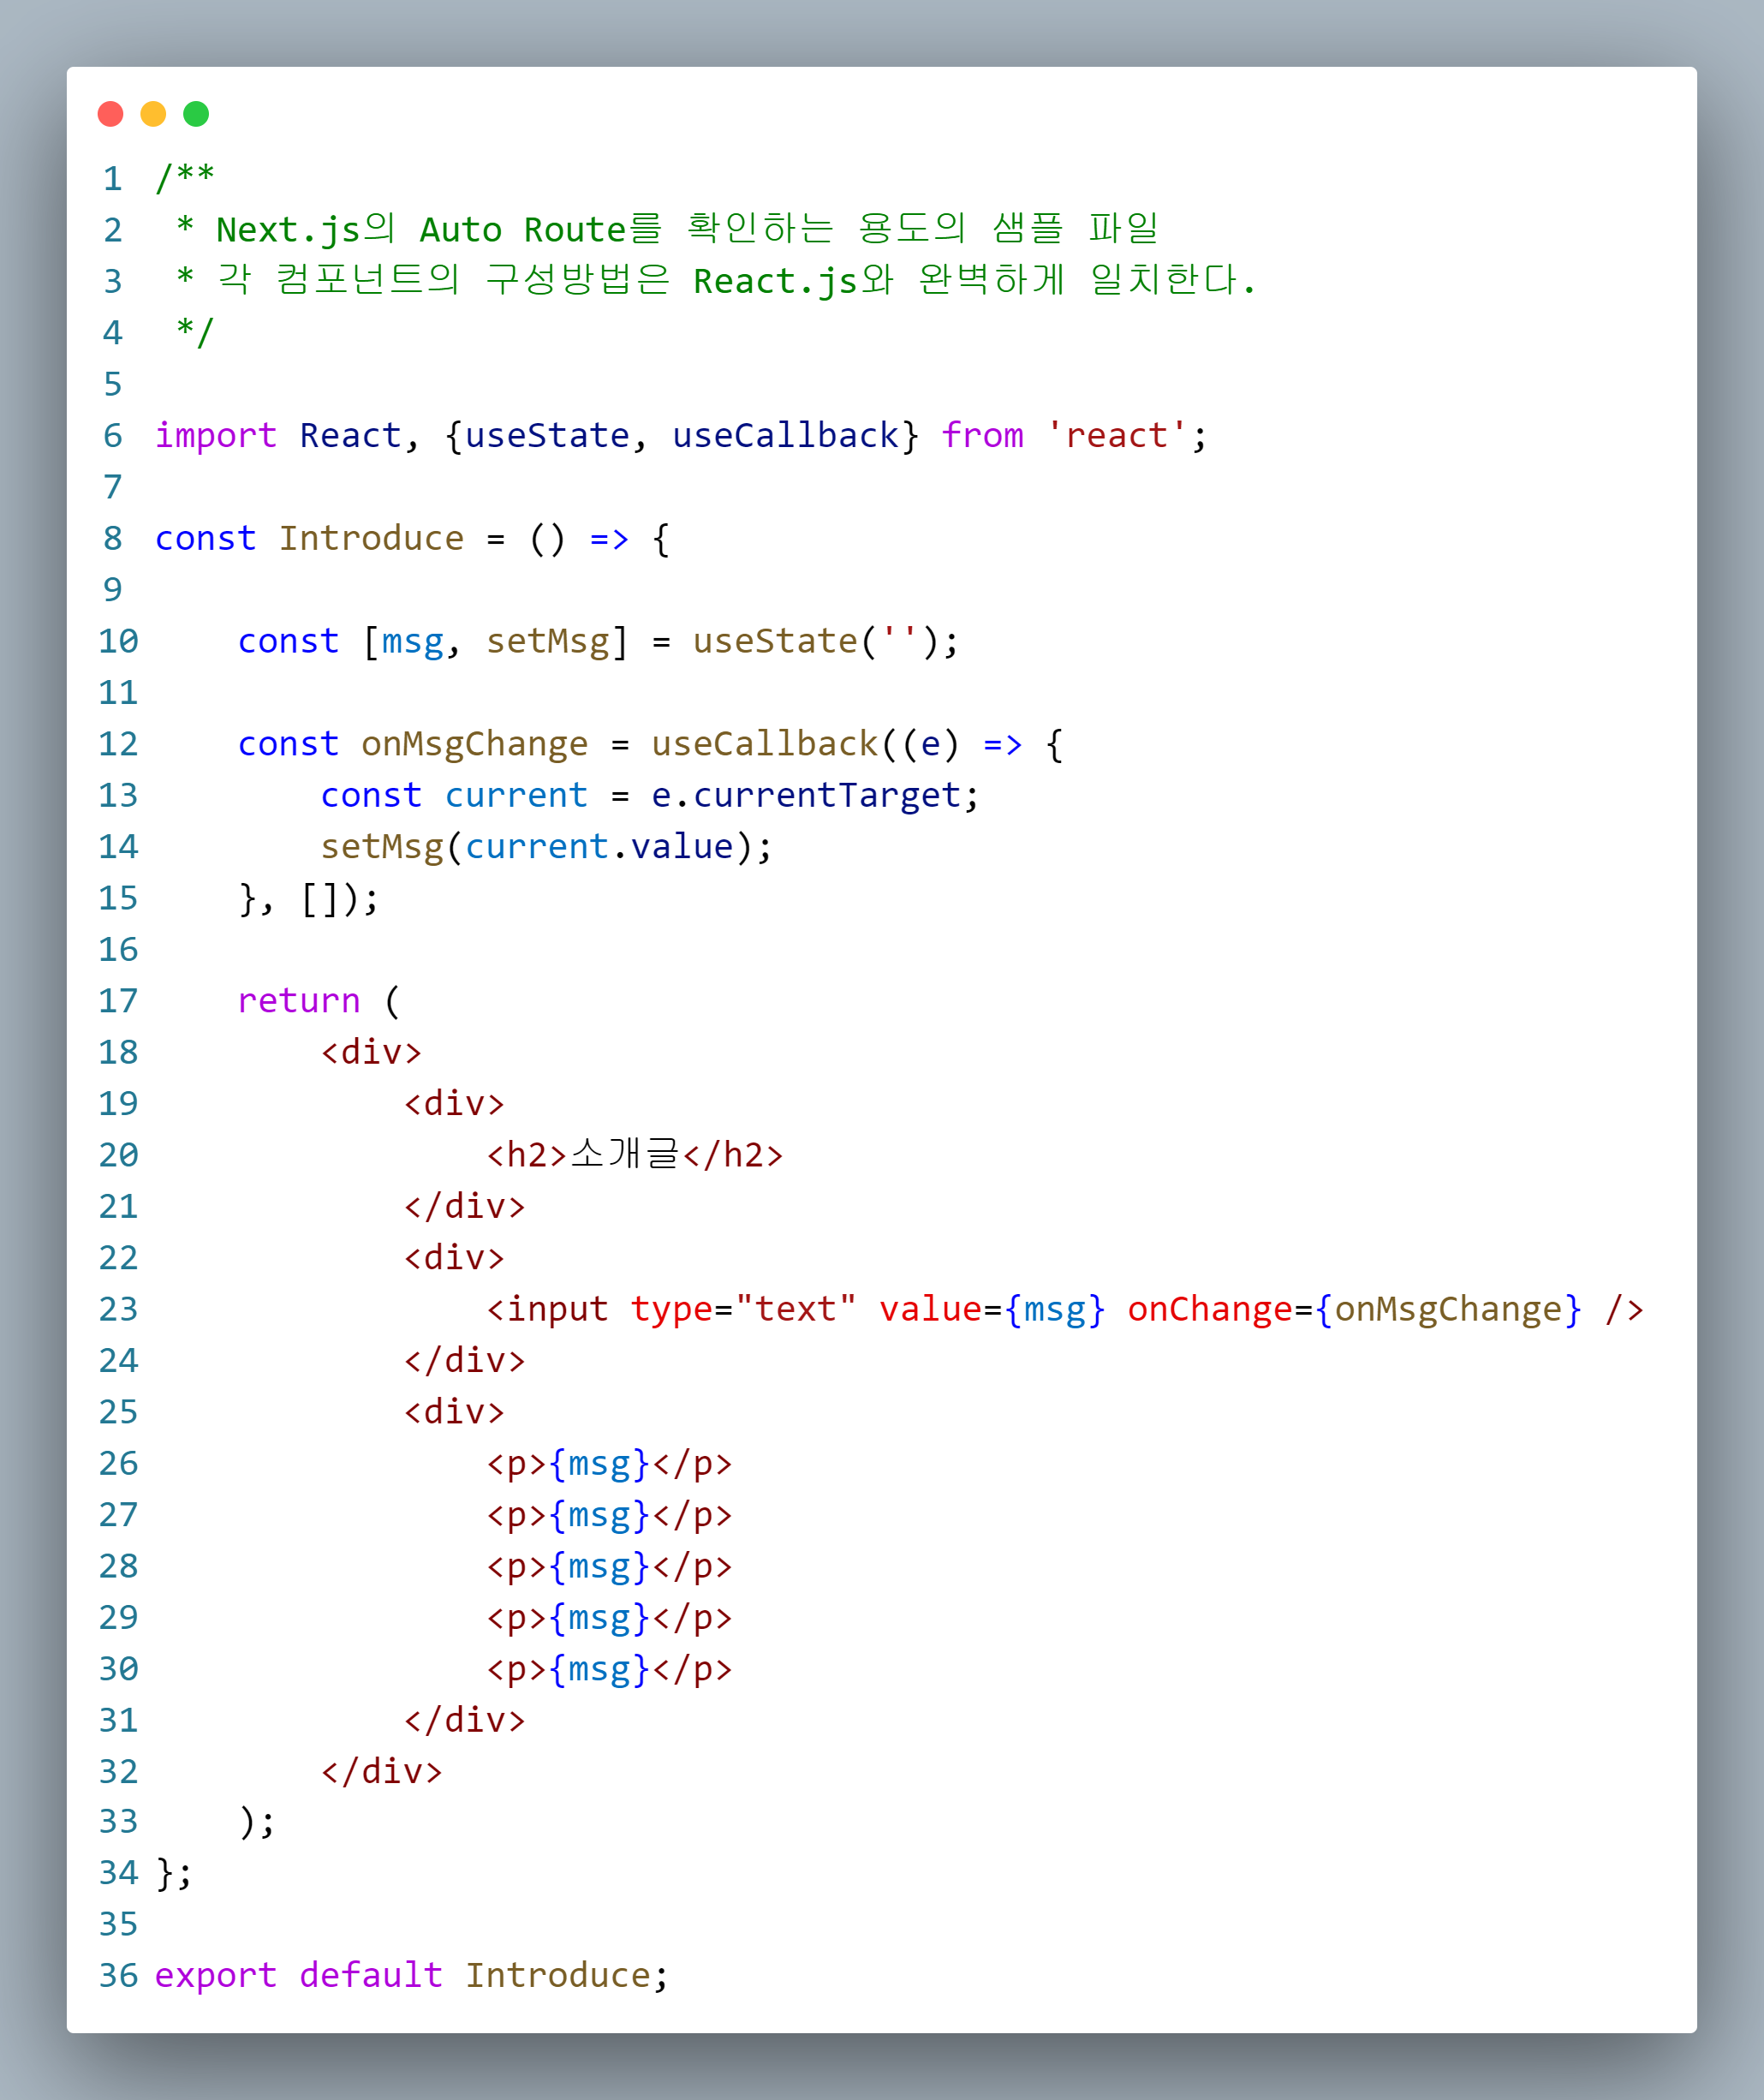 1 /**
2  * Next.js의 Auto Route를 확인하는 용도의 샘플 파일
3  * 각 컴포넌트의 구성방법은 React.js와 완벽하게 일치한다.
4  */
5
6 import React, {useState, useCallback} from 'react';
7
8 const Introduce = () => {
9
10     const [msg, setMsg] = useState('');
11
12     const onMsgChange = useCallback((e) => {
13         const current = e.currentTarget;
14         setMsg(current.value);
15     }, []);
16
17     return (
18         <div>
19             <div>
20                 <h2>소개글</h2>
21             </div>
22             <div>
23                 <input type="text" value={msg} onChange={onMsgChange} />
24             </div>
25             <div>
26                 <p>{msg}</p>
27                 <p>{msg}</p>
28                 <p>{msg}</p>
29                 <p>{msg}</p>
30                 <p>{msg}</p>
31             </div>
32         </div>
33     );
34 };
35
36 export default Introduce;